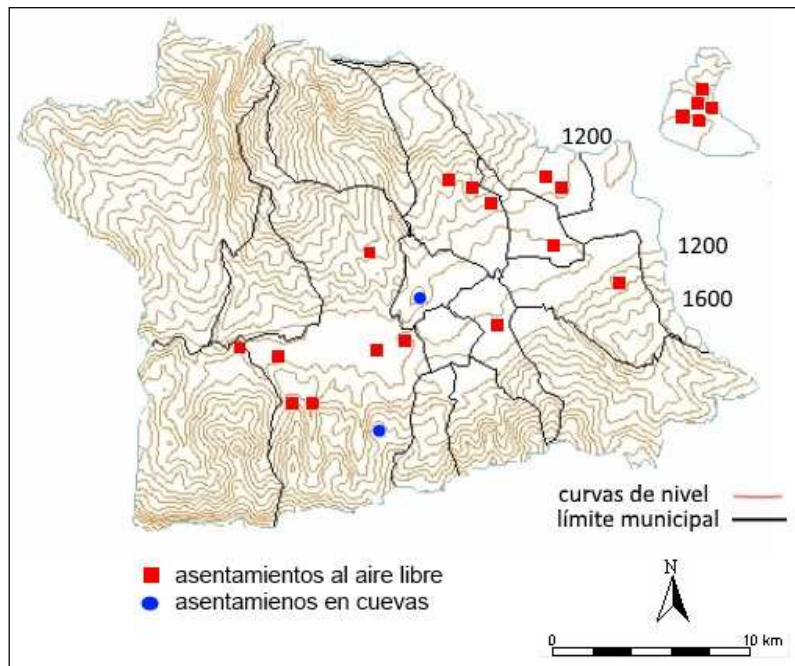 1200
1200
1600
curvas de nivel
límite municipal
asentamientos al aire libre
asentamienos en cuevas
N
0 10 km